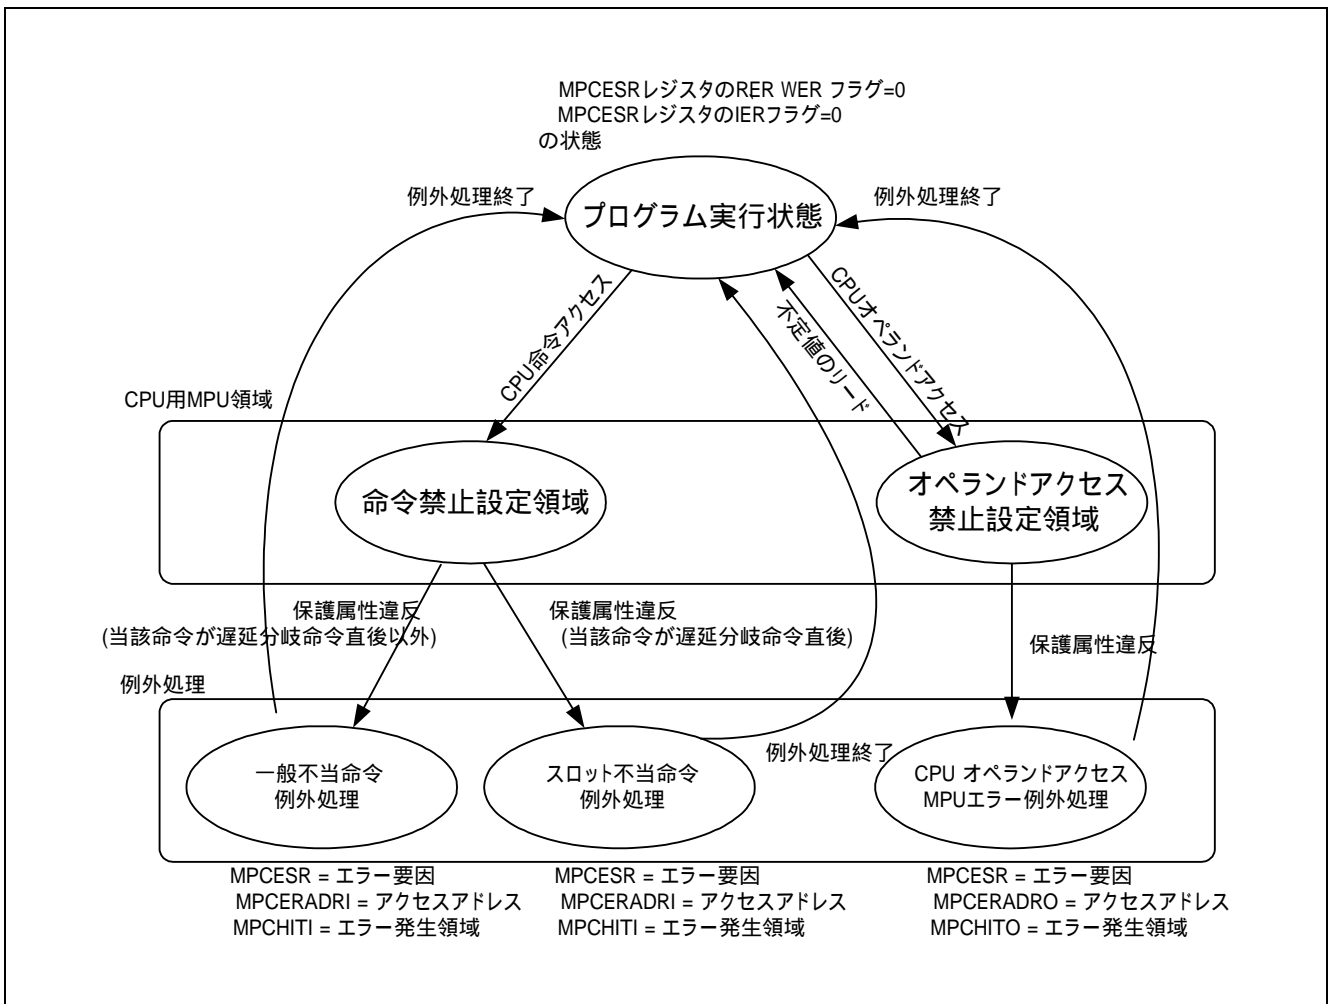 MPCESRレジスタのRER WER フラグ=0
MPCESRレジスタのIERフラグ=0
の状態
例外処理終了
例外処理終了
プログラム実行状態
CPU命令アクセス
不定値のリード
CPUオペランドアクセス
CPU用MPU領域
命令禁止設定領域
オペランドアクセス
禁止設定領域
保護属性違反
(当該命令が遅延分岐命令直後以外)
保護属性違反
(当該命令が遅延分岐命令直後)
保護属性違反
例外処理
一般不当命令
例外処理
スロット不当命令
例外処理
例外処理終了
CPU オペランドアクセス
MPUエラー例外処理
MPCESR = エラー要因
MPCERADRI = アクセスアドレス
MPCHITI = エラー発生領域
MPCESR = エラー要因
MPCERADRI = アクセスアドレス
MPCHITI = エラー発生領域
MPCESR = エラー要因
MPCERADRO = アクセスアドレス
MPCHITO = エラー発生領域